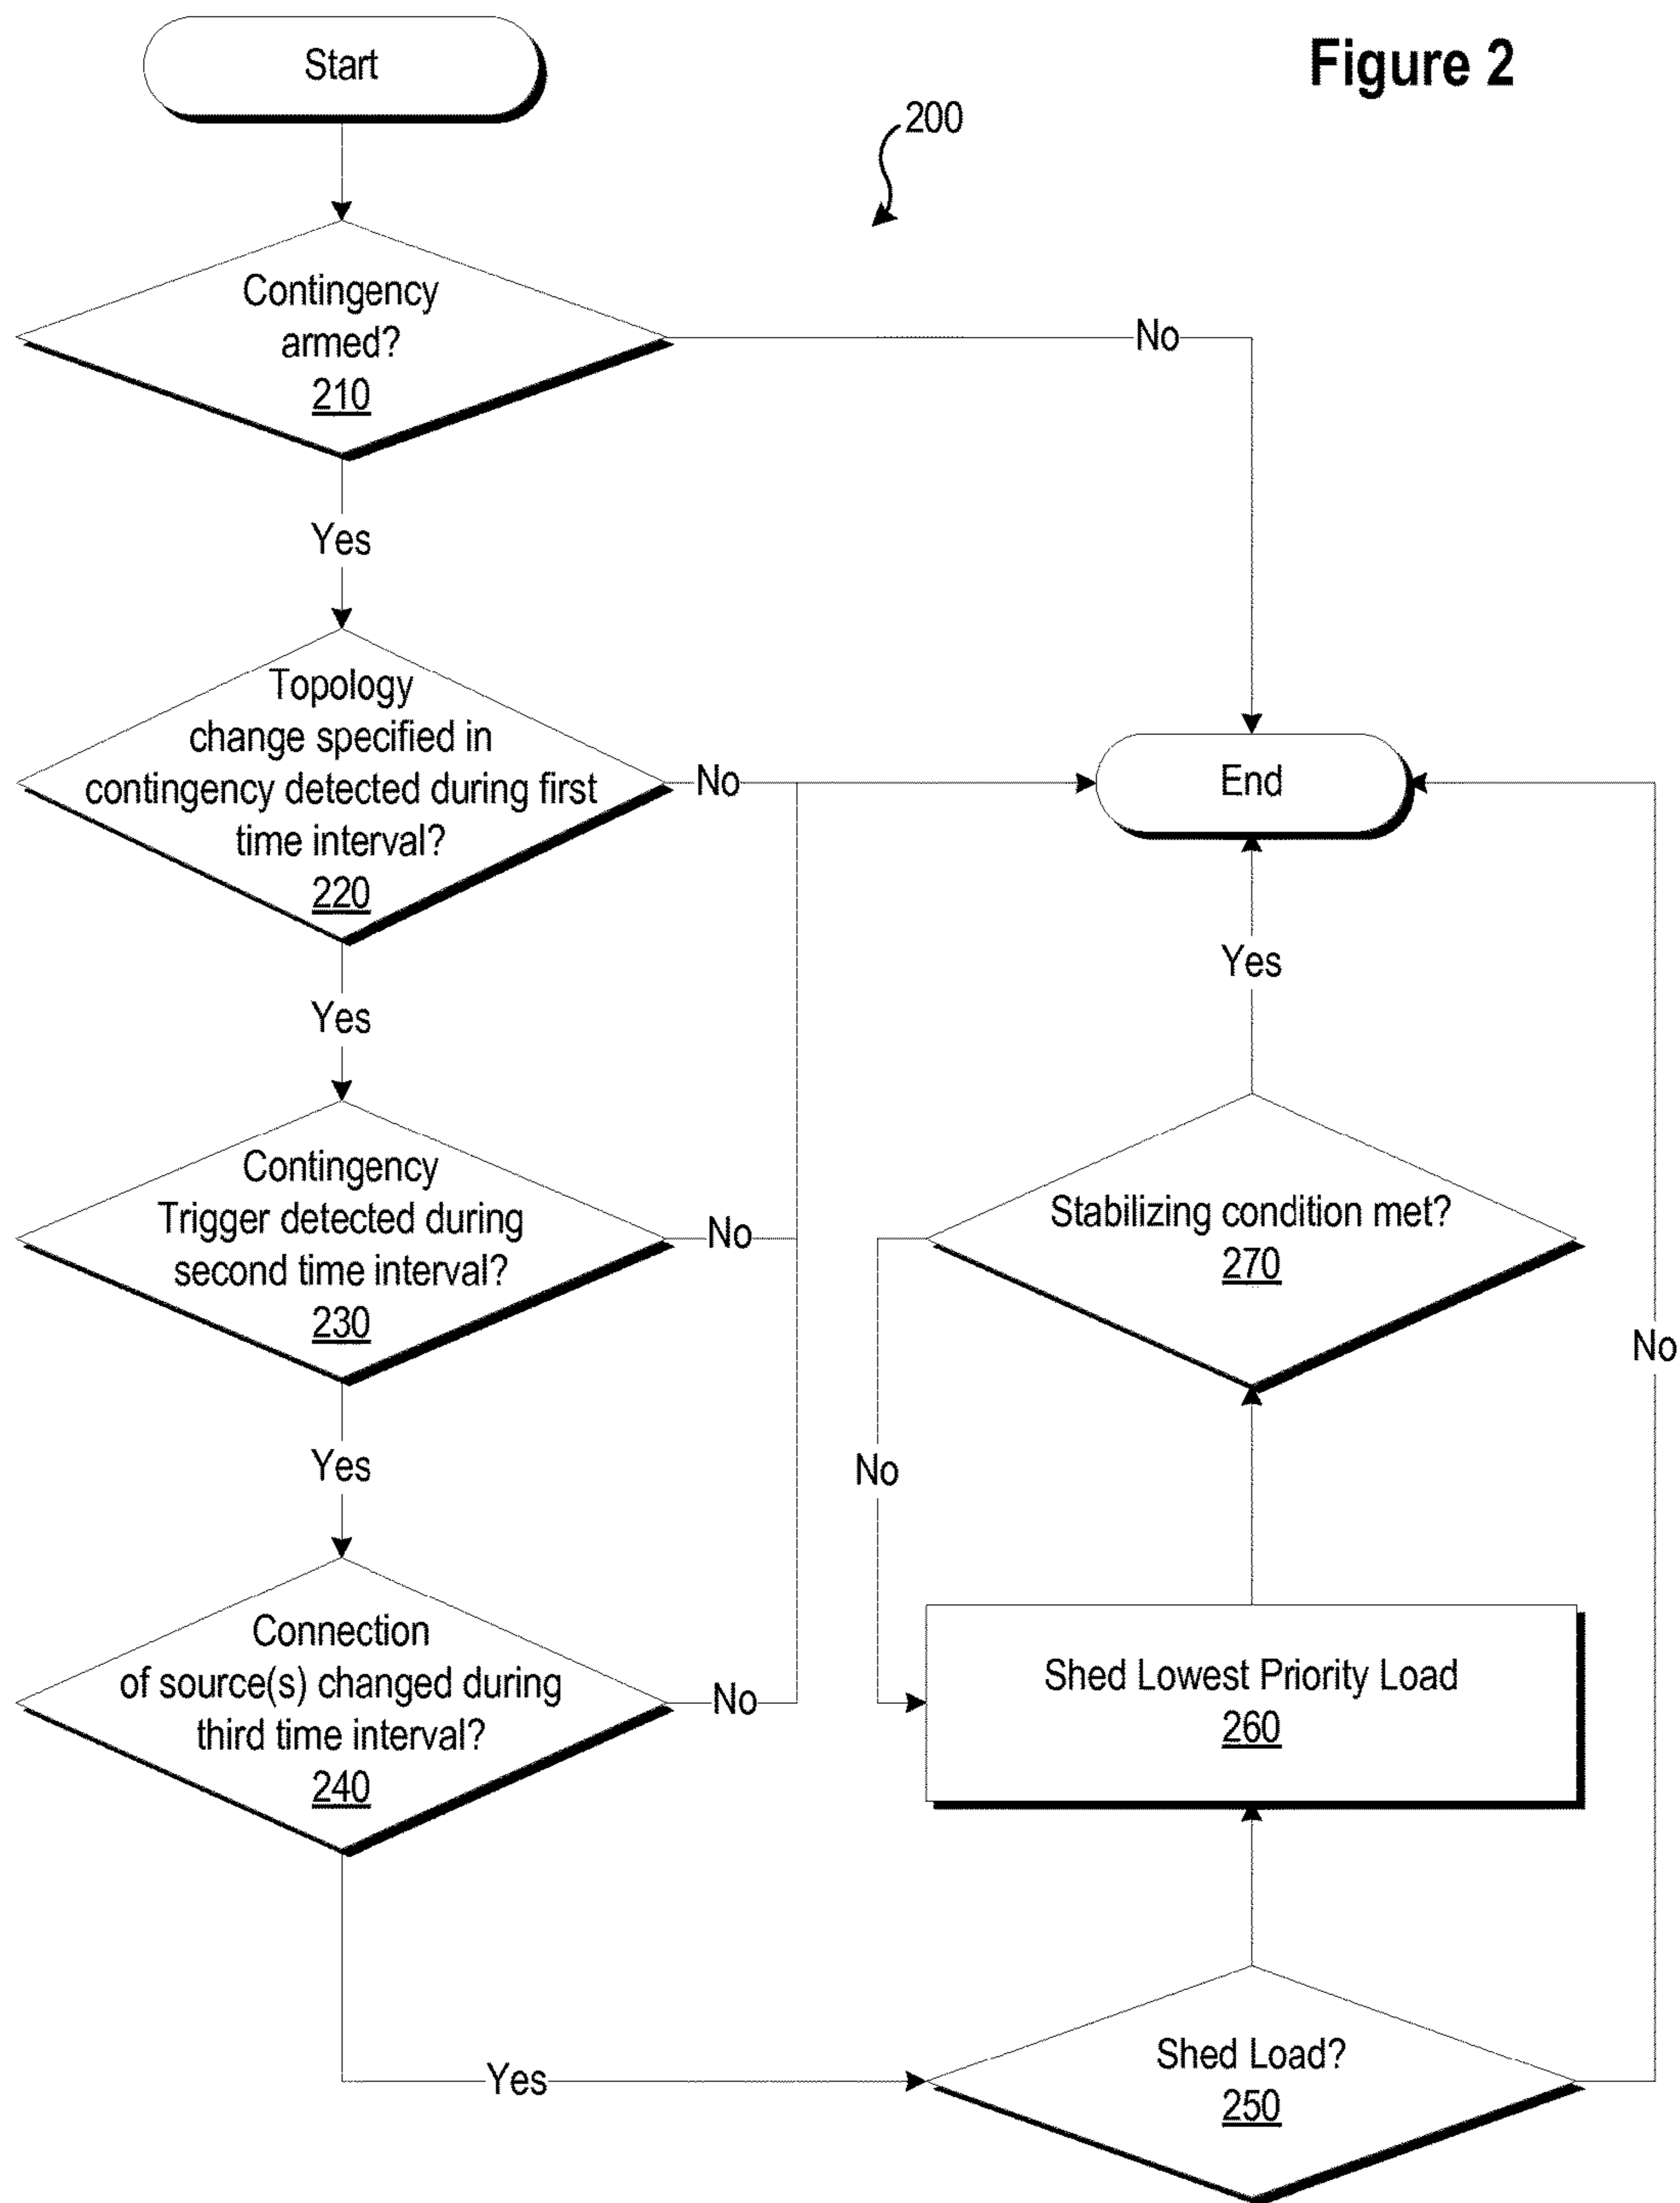 Start
Figure 2
200
Contingency
armed?
210
No
Yes
Topology
change specified in
contingency detected during first
time interval?
220
No
End
Yes
Yes
Contingency
Trigger detected during
second time interval?
230
No
Stabilizing condition met?
270
No
Yes
No
Connection
of source(s) changed during
third time interval?
240
No
Shed Lowest Priority Load
260
Yes
Shed Load?
250